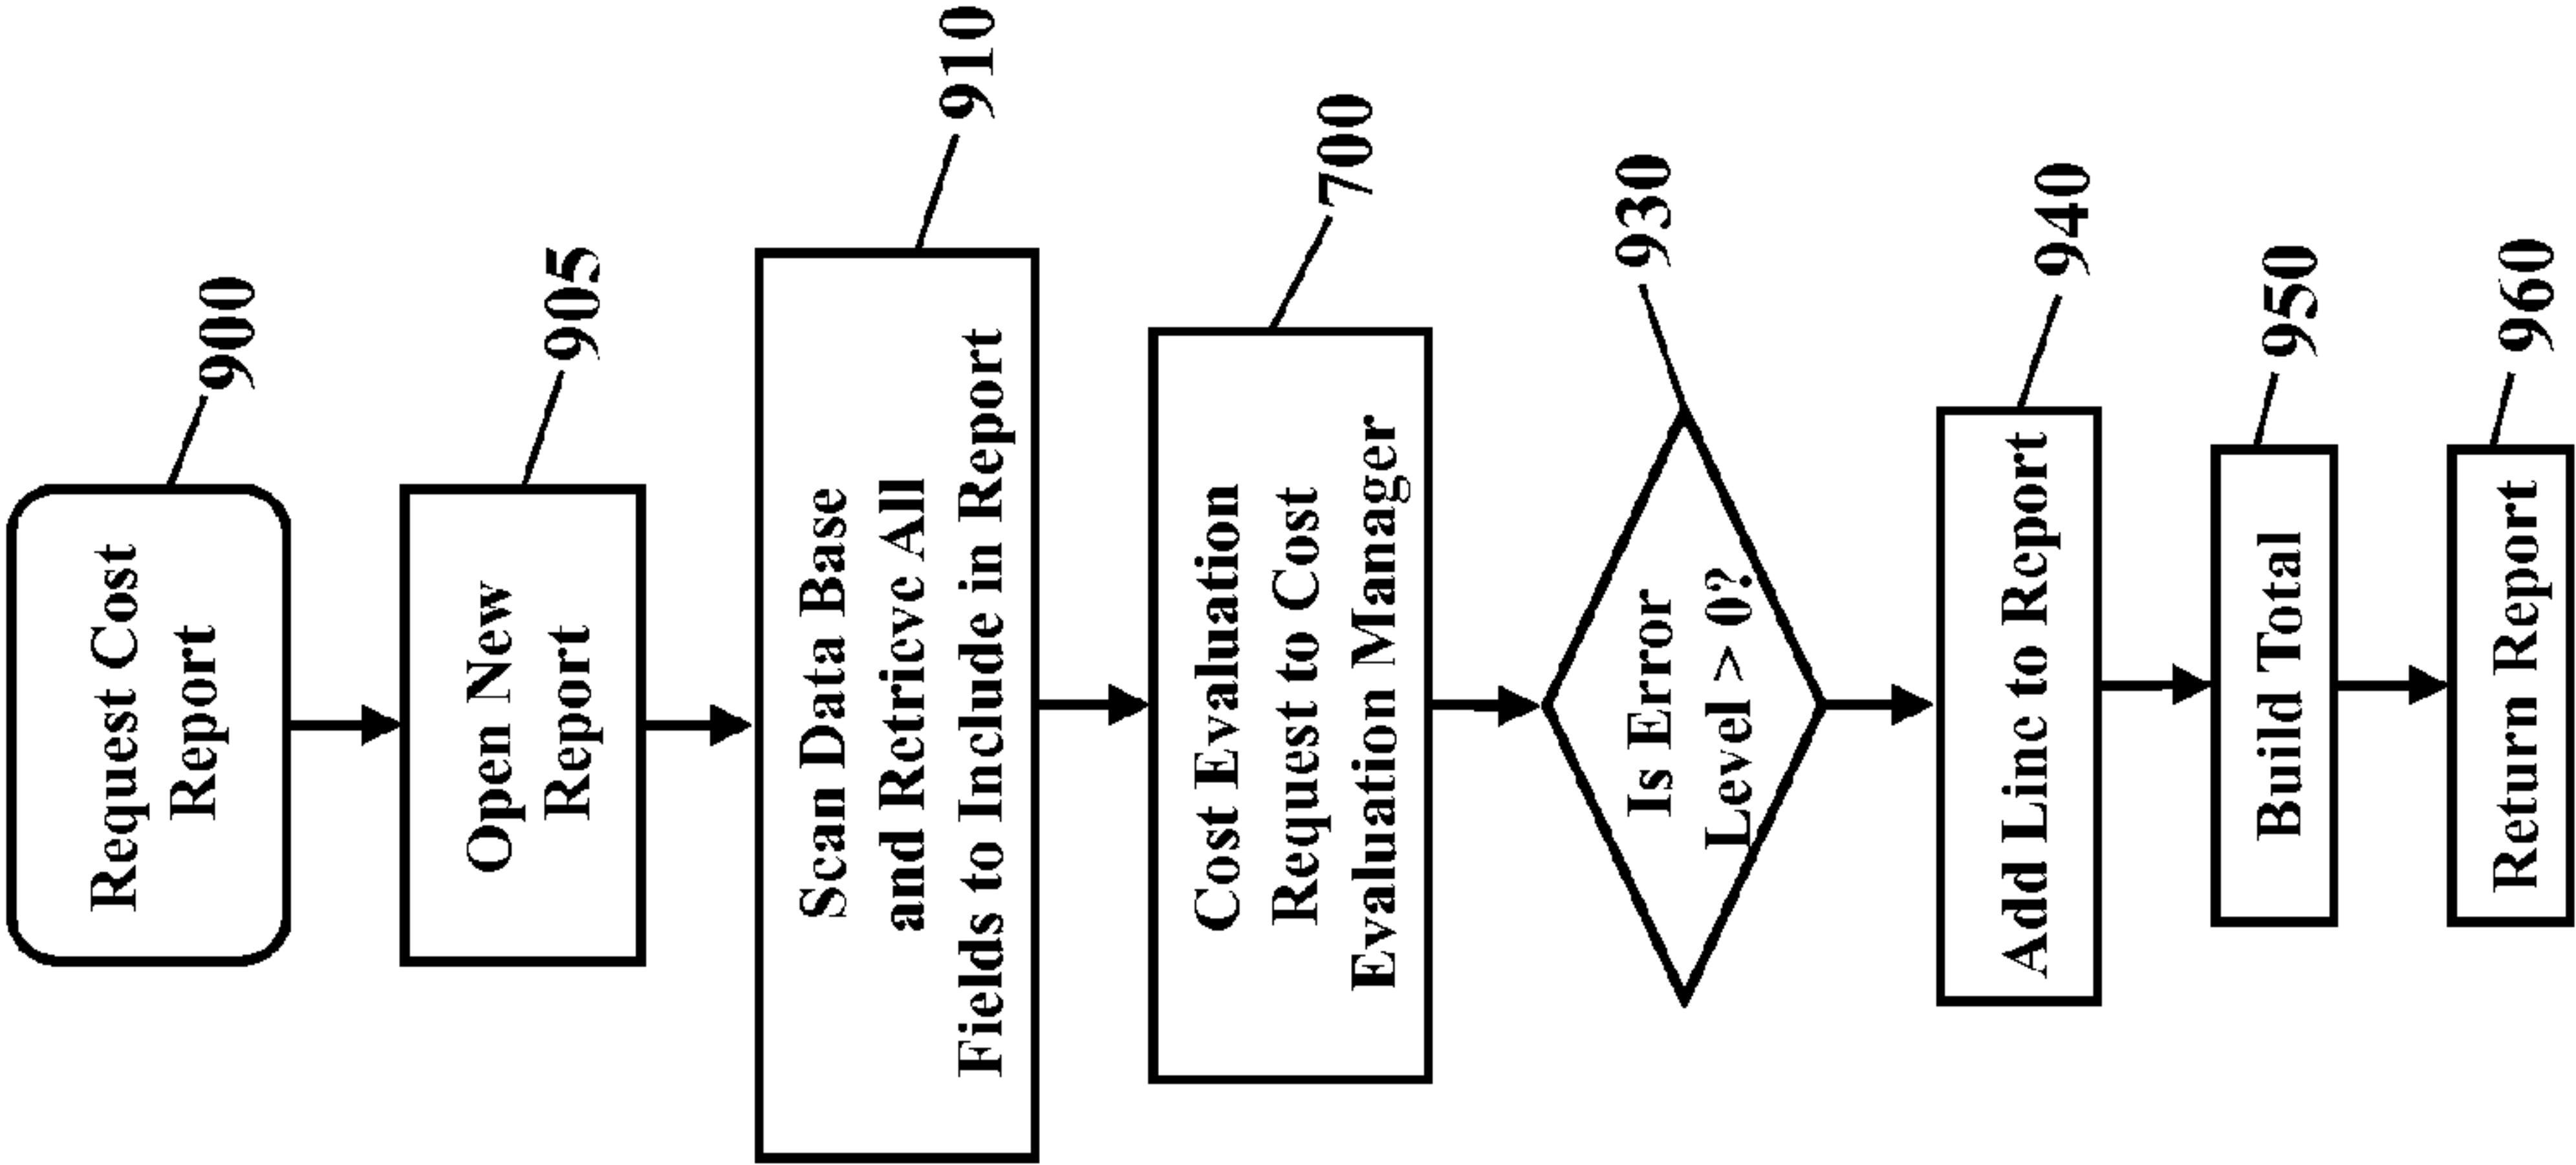 Request Cost
Report
900
Open New
Report
905
Scan Data Base
and Retrieve All
Fields to Include in Report
910
Cost Evaluation
Request to Cost
Evaluation Manager
700
Is Error
Level > 0?
930
Add Line to Report
940
Build Total
950
Return Report
960